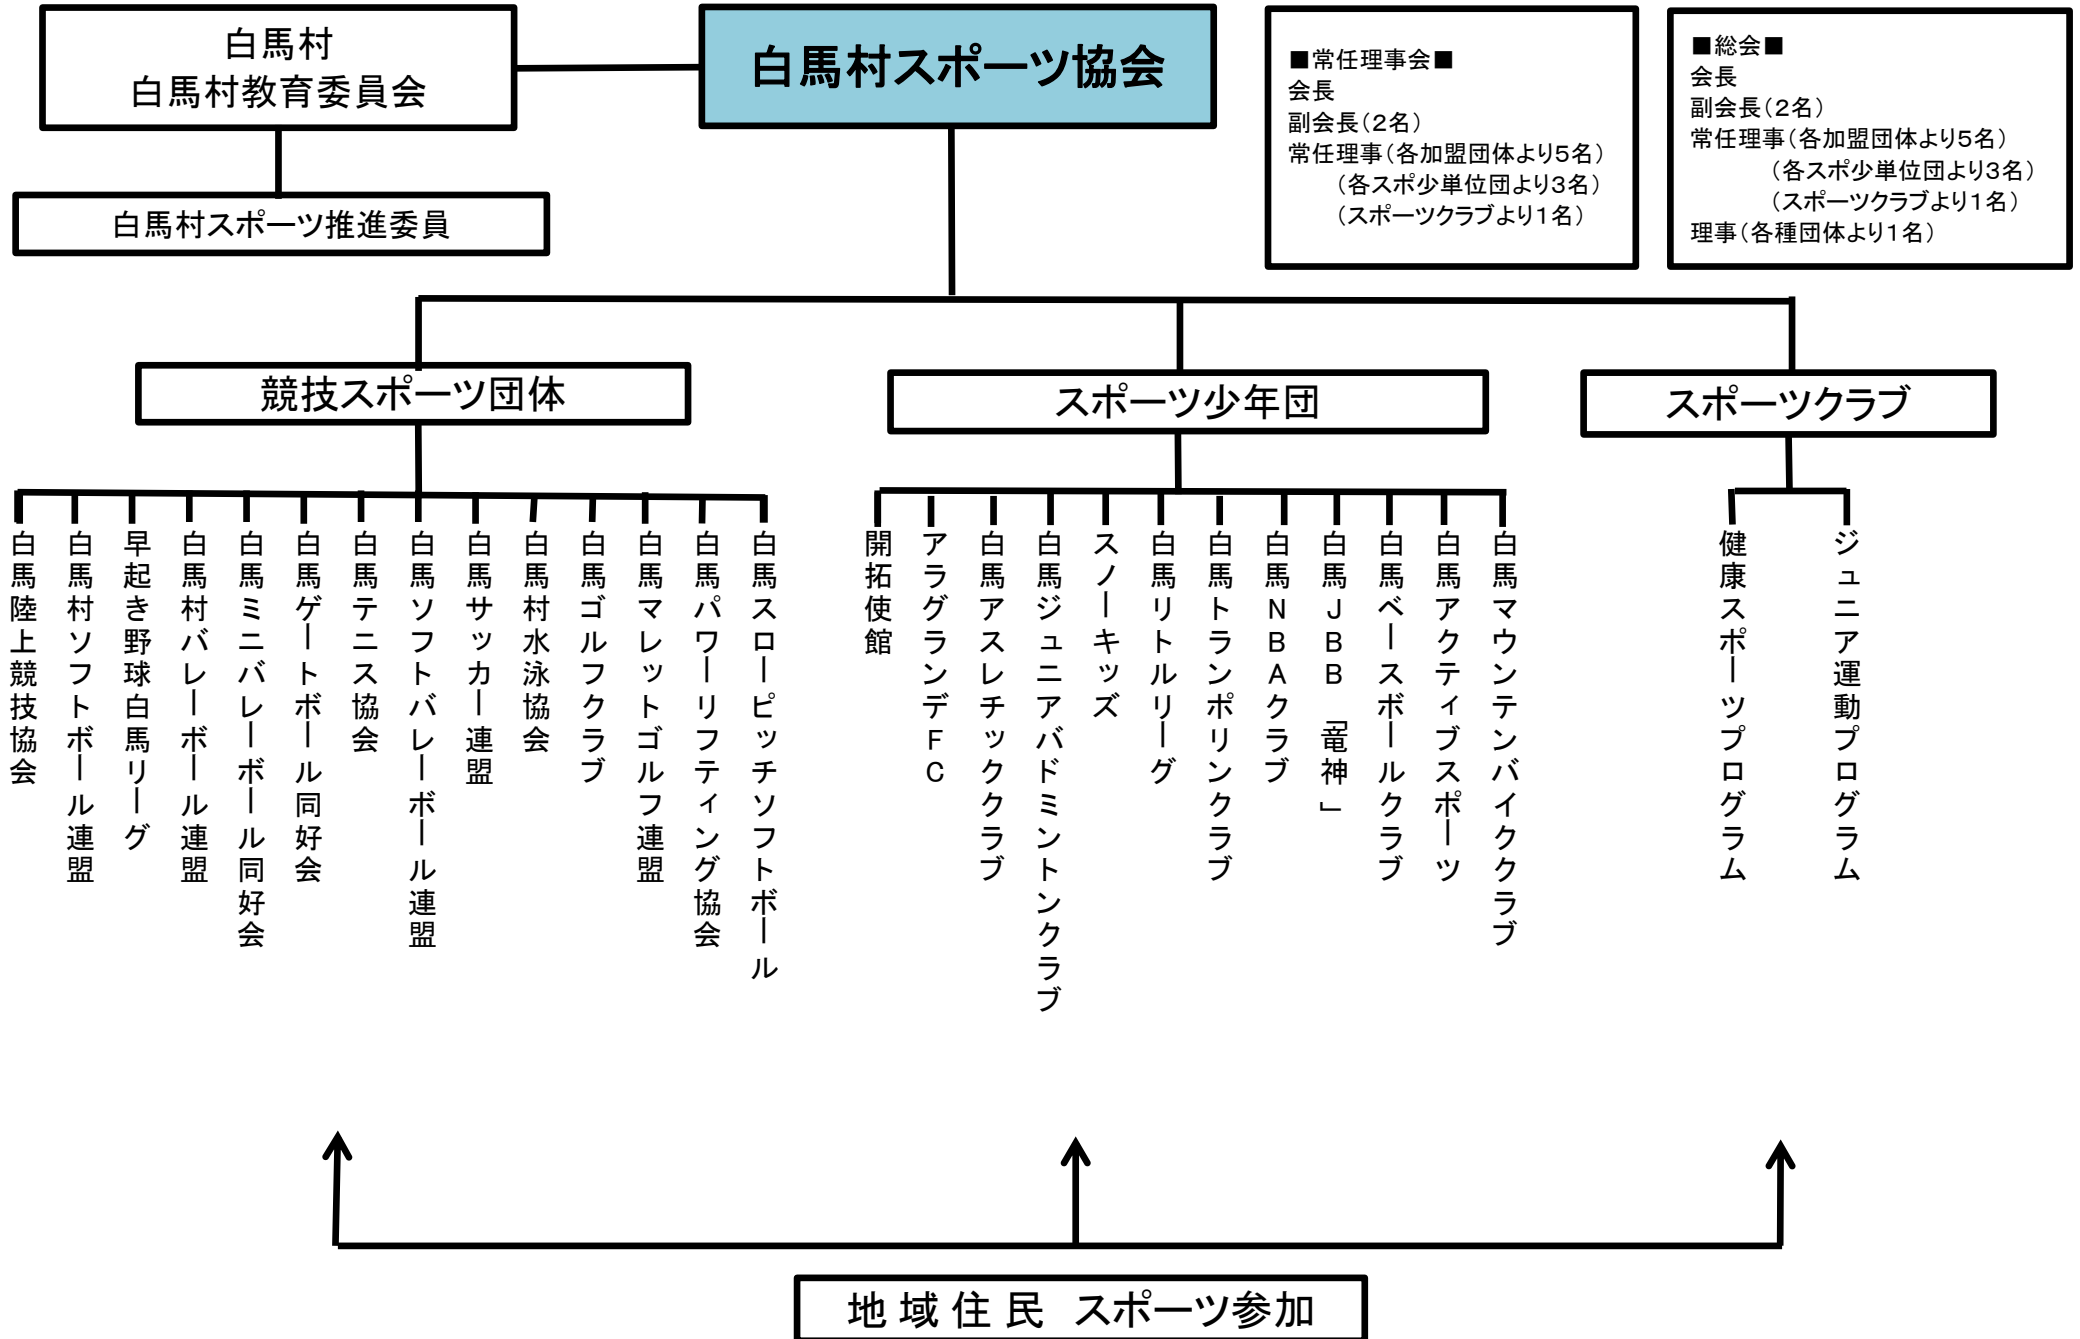 白馬村
白馬村教育委員会
白馬村スポーツ協会
■常任理事会■
会長
副会長(2名)
常任理事(各加盟団体より5名)
(各スポ少単位団より3名)
(スポーツクラブより1名)
■総会■
会長
副会長(2名)
常任理事(各加盟団体より5名)
(各スポ少単位団より3名)
(スポーツクラブより1名)
理事(各種団体より1名)
白馬村スポーツ推進委員
競技スポーツ団体
スポーツ少年団
スポーツクラブ
白馬陸上競技協会
白馬村ソフトボール連盟
早起き野球白馬リーグ
白馬村バレーボール連盟
白馬ミニバレーボール同好会
白馬ゲートボール同好会
白馬テニス協会
白馬ソフトバレーボール連盟
白馬サッカー連盟
白馬村水泳協会
白馬ゴルフクラブ
白馬マレットゴルフ連盟
白馬パワーリフティング協会
白馬スローピッチソフトボール
開拓使館
アラグランデFC
白馬アスレチッククラブ
白馬ジュニアバドミントンクラブ
スノーキッズ
白馬リトルリーグ
白馬トランポリンクラブ
白馬NBAクラブ
白馬JBB「竜神」
白馬ベースボールクラブ
白馬アクティブスポーツ
白馬マウンテンバイククラブ
健康スポーツプログラム
ジュニア運動プログラム
地域住民 スポーツ参加